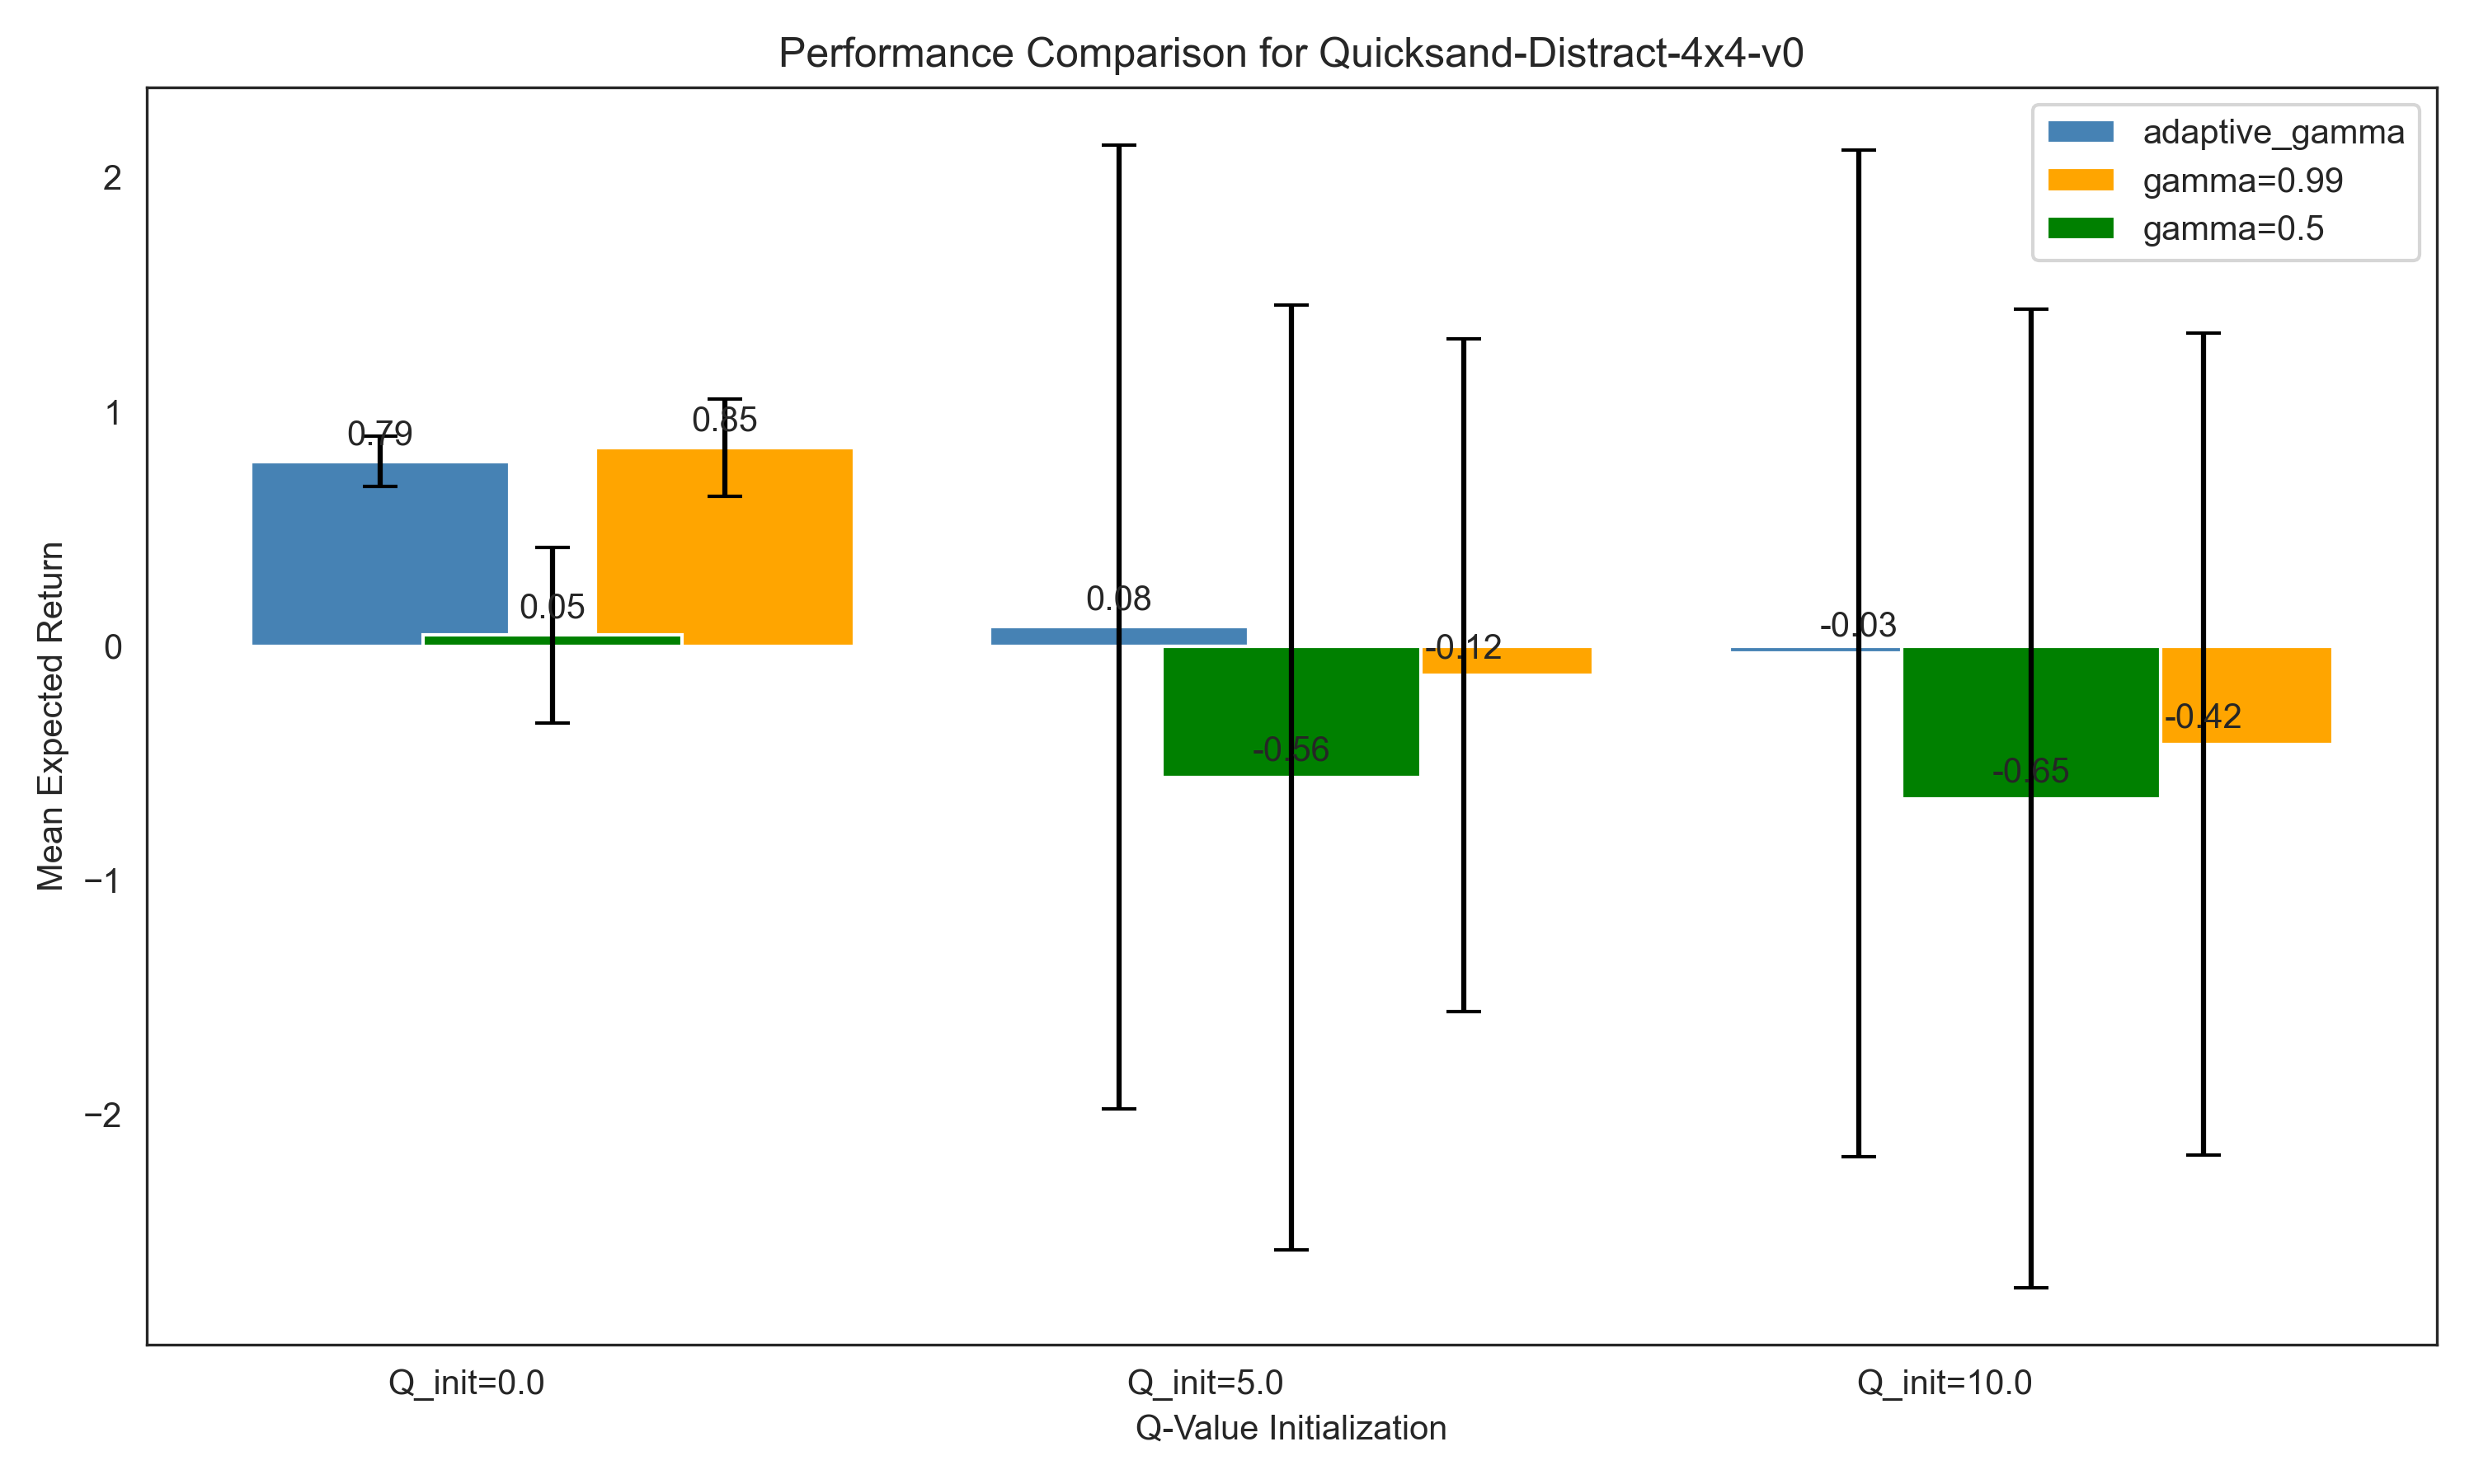 Performance Comparison for Quicksand-Distract-4x4-v0
adaptive_gamma
gamma=0.99
gamma=0.5
Mean Expected Return
2
1
0
−1
−2
0.79
0.05
0.85
0.08
-0.56
-0.12
-0.03
-0.65
-0.42
Q_init=0.0
Q_init=5.0
Q_init=10.0
Q-Value Initialization